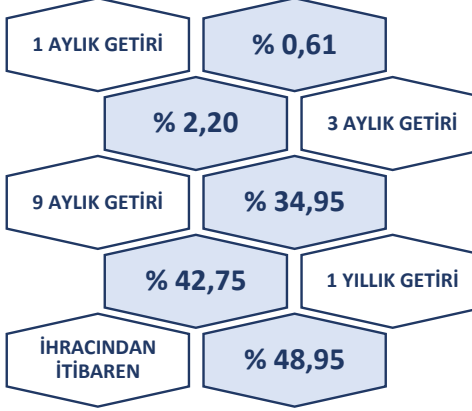 1 AYLIK GETİRİ
% 0,61
% 2,20
3 AYLIK GETİRİ
9 AYLIK GETİRİ
% 34,95
% 42,75
1 YILLIK GETİRİ
İHRACINDAN
İTİBAREN
% 48,95